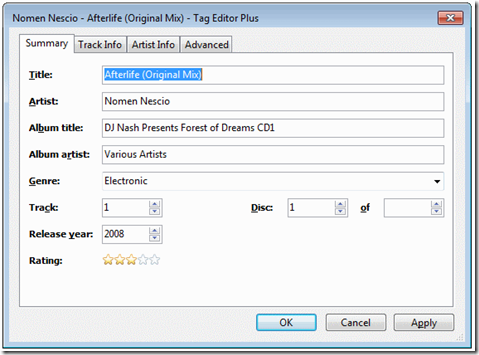 Nomen Nescio - Afterlife (Original Mix) - Tag Editor Plus
Summary Track Info Artist Info Advanced
Title: Afterlife (Original Mix)
Artist: Nomen Nescio
Album title: DJ Nash Presents Forest of Dreams CD1
Album artist: Various Artists
Genre: Electronic
Track: 1 Disc: 1 of
Release year: 2008
Rating:
OK Cancel Apply